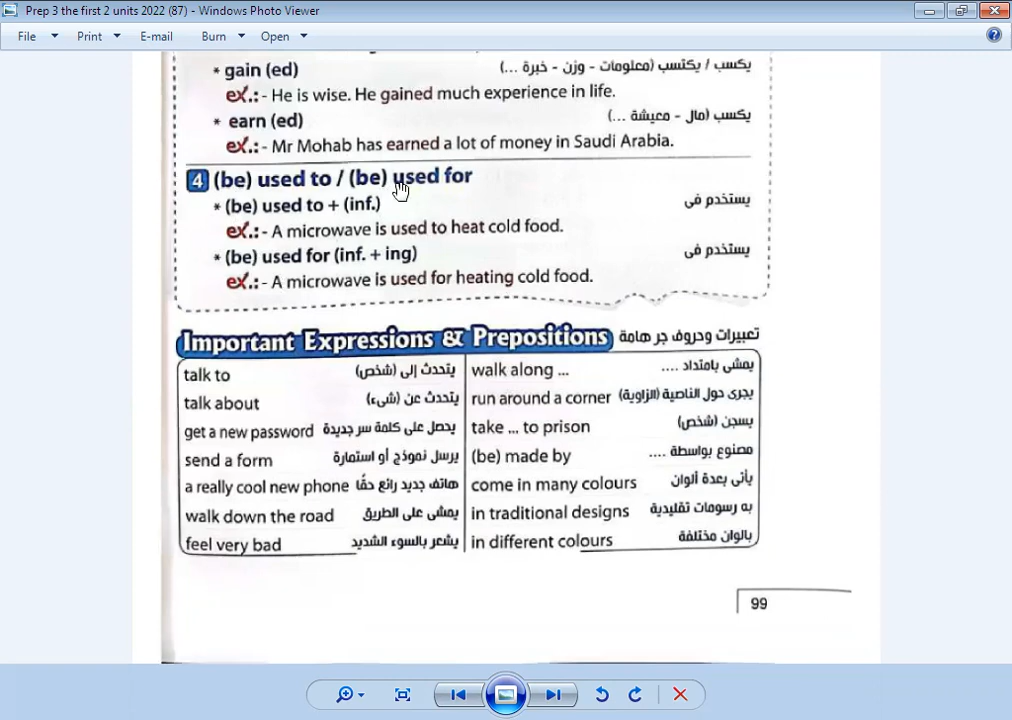 Prep 3 the first 2 units 2022 (87) - Windows Photo Viewer
File Print E-mail Burn Open
* gain (ed) يكسب / يكتسب (معلومات - وزن - خبرة ...)
ex.:- He is wise. He gained much experience in life.
* earn (ed) يكسب (مال - معيشة ...)
ex.:- Mr Mohab has earned a lot of money in Saudi Arabia.
4 (be) used to / (be) used for
* (be) used to + (inf.) يستخدم فى
ex.:- A microwave is used to heat cold food.
* (be) used for (inf. + ing) يستخدم فى
ex.:- A microwave is used for heating cold food.
Important Expressions & Prepositions تعبيرات وحروف جر هامة
talk to يتحدث إلى (شخص) walk along ... يمشى بامتداد ....
talk about يتحدث عن (شىء) run around a corner يجرى حول الناصية (الزاوية)
get a new password يحصل على كلمة سر جديدة take ... to prison يسجن (شخص)
send a form يرسل نموذج أو استمارة (be) made by مصنوع بواسطة ....
a really cool new phone هاتف جديد رائع حقًا come in many colours يأتى بعدة ألوان
walk down the road يمشى على الطريق in traditional designs به رسومات تقليدية
feel very bad يشعر بالسوء الشديد in different colours بالوان مختلفة
99